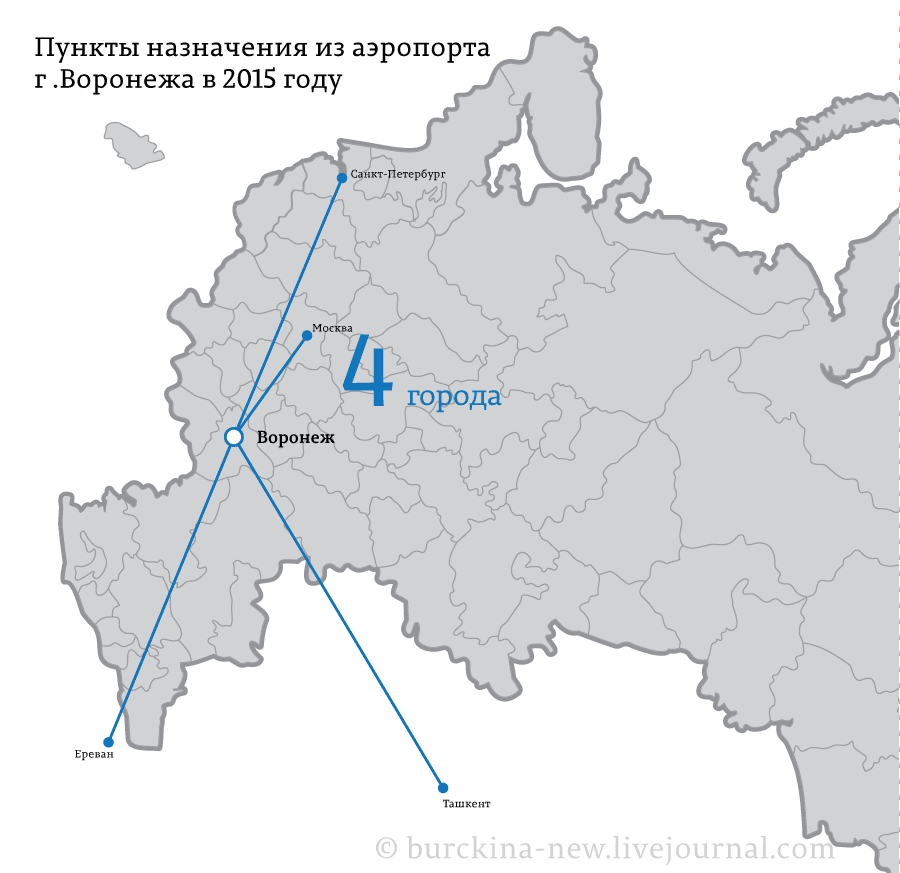 Пункты назначения из аэропорта
г .Воронежа в 2015 году
Санкт-Петербург
Москва
4 города
Воронеж
Ереван
Ташкент
© burckina-new.livejournal.com